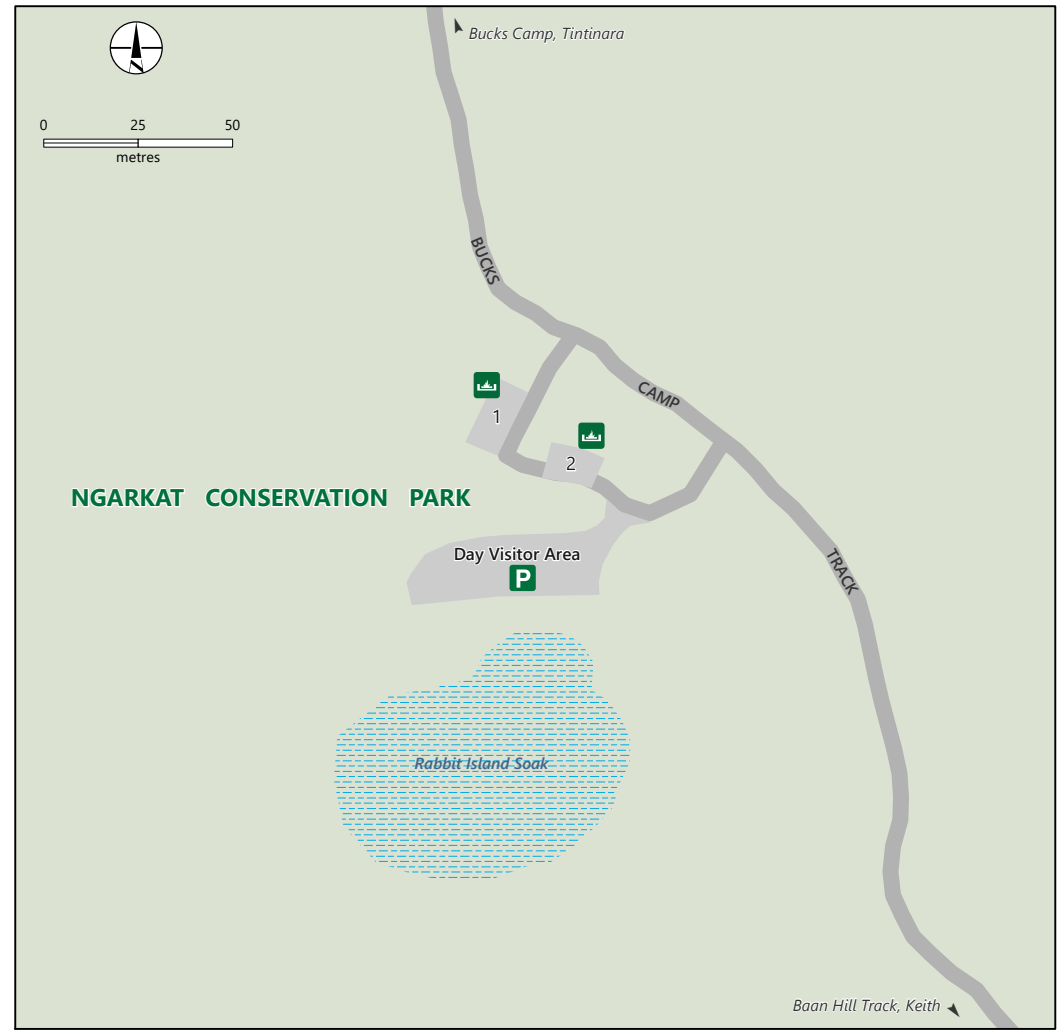 Bucks Camp, Tintinara
0 25 50
metres
BUCKS
CAMP
1
2
NGARKAT CONSERVATION PARK
Day Visitor Area
P
TRACK
Rabbit Island Soak
Baan Hill Track, Keith